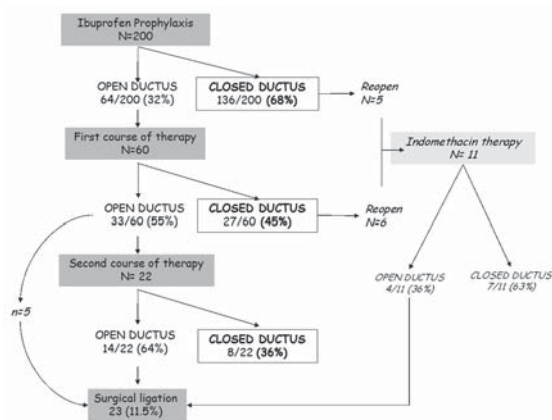 Ibuprofen Prophylaxis
N=200
OPEN DUCTUS
64/200 (32%)
CLOSED DUCTUS
136/200 (68%)
Reopen
N=5
First course of therapy
N=60
Indomethacin therapy
N= 11
OPEN DUCTUS
33/60 (55%)
CLOSED DUCTUS
27/60 (45%)
Reopen
N=6
Second course of therapy
N= 22
OPEN DUCTUS
4/11 (36%)
CLOSED DUCTUS
7/11 (63%)
n=5
OPEN DUCTUS
14/22 (64%)
CLOSED DUCTUS
8/22 (36%)
Surgical ligation
23 (11.5%)